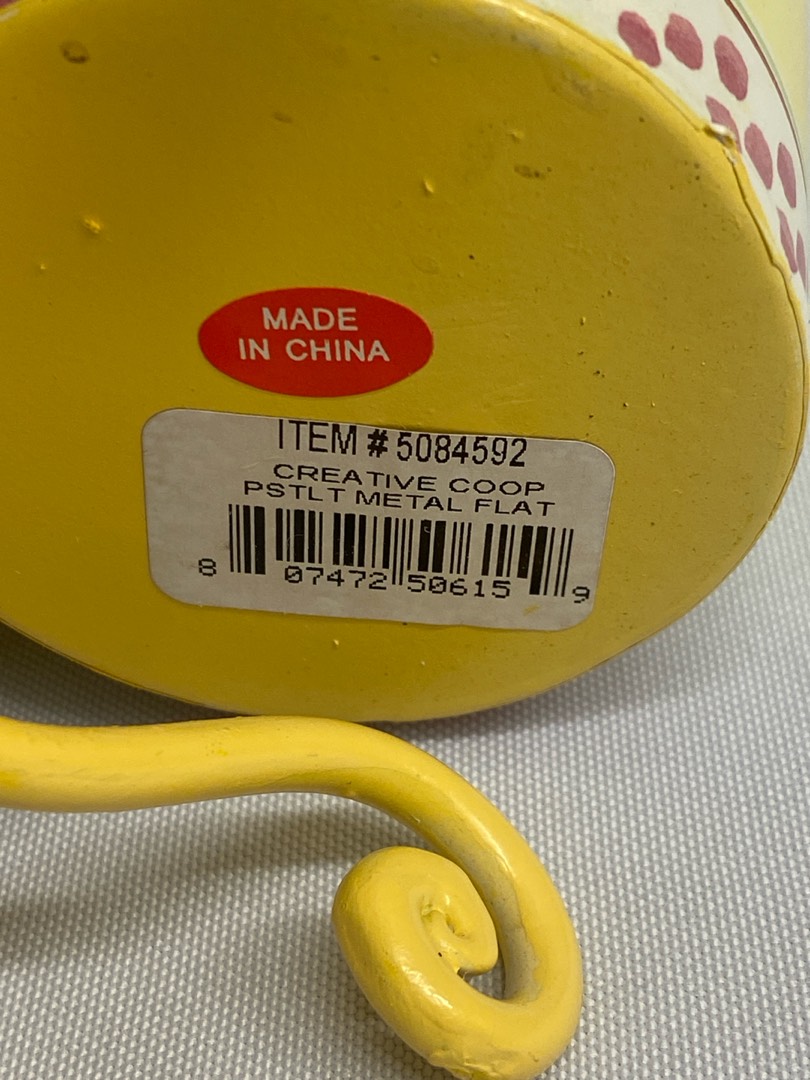 MADE
IN CHINA
ITEM # 5084592
CREATIVE COOP
PSTLT METAL FLAT
8 07472 50615 9